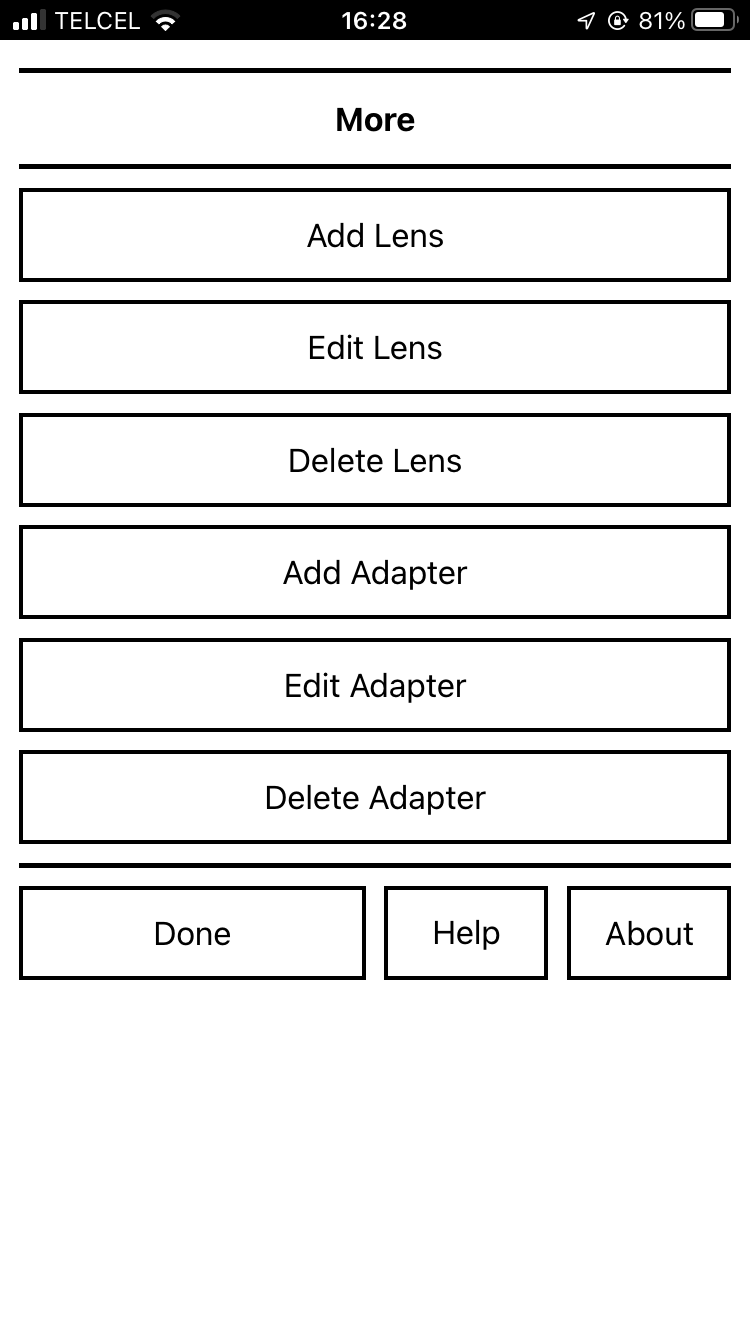 TELCEL 16:28 81%
More
Add Lens
Edit Lens
Delete Lens
Add Adapter
Edit Adapter
Delete Adapter
Done Help About